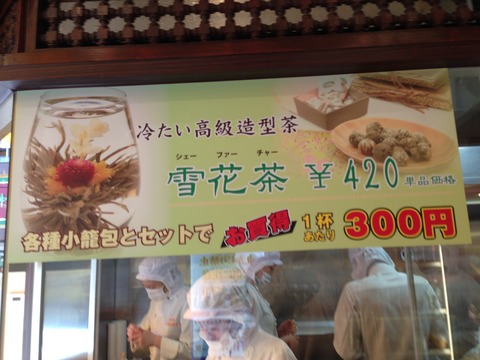 冷たい高級造型茶
シェー ファー チャー
雪花茶 ¥420 単品価格
各種小籠包とセットで お買得 1杯あたり 300円